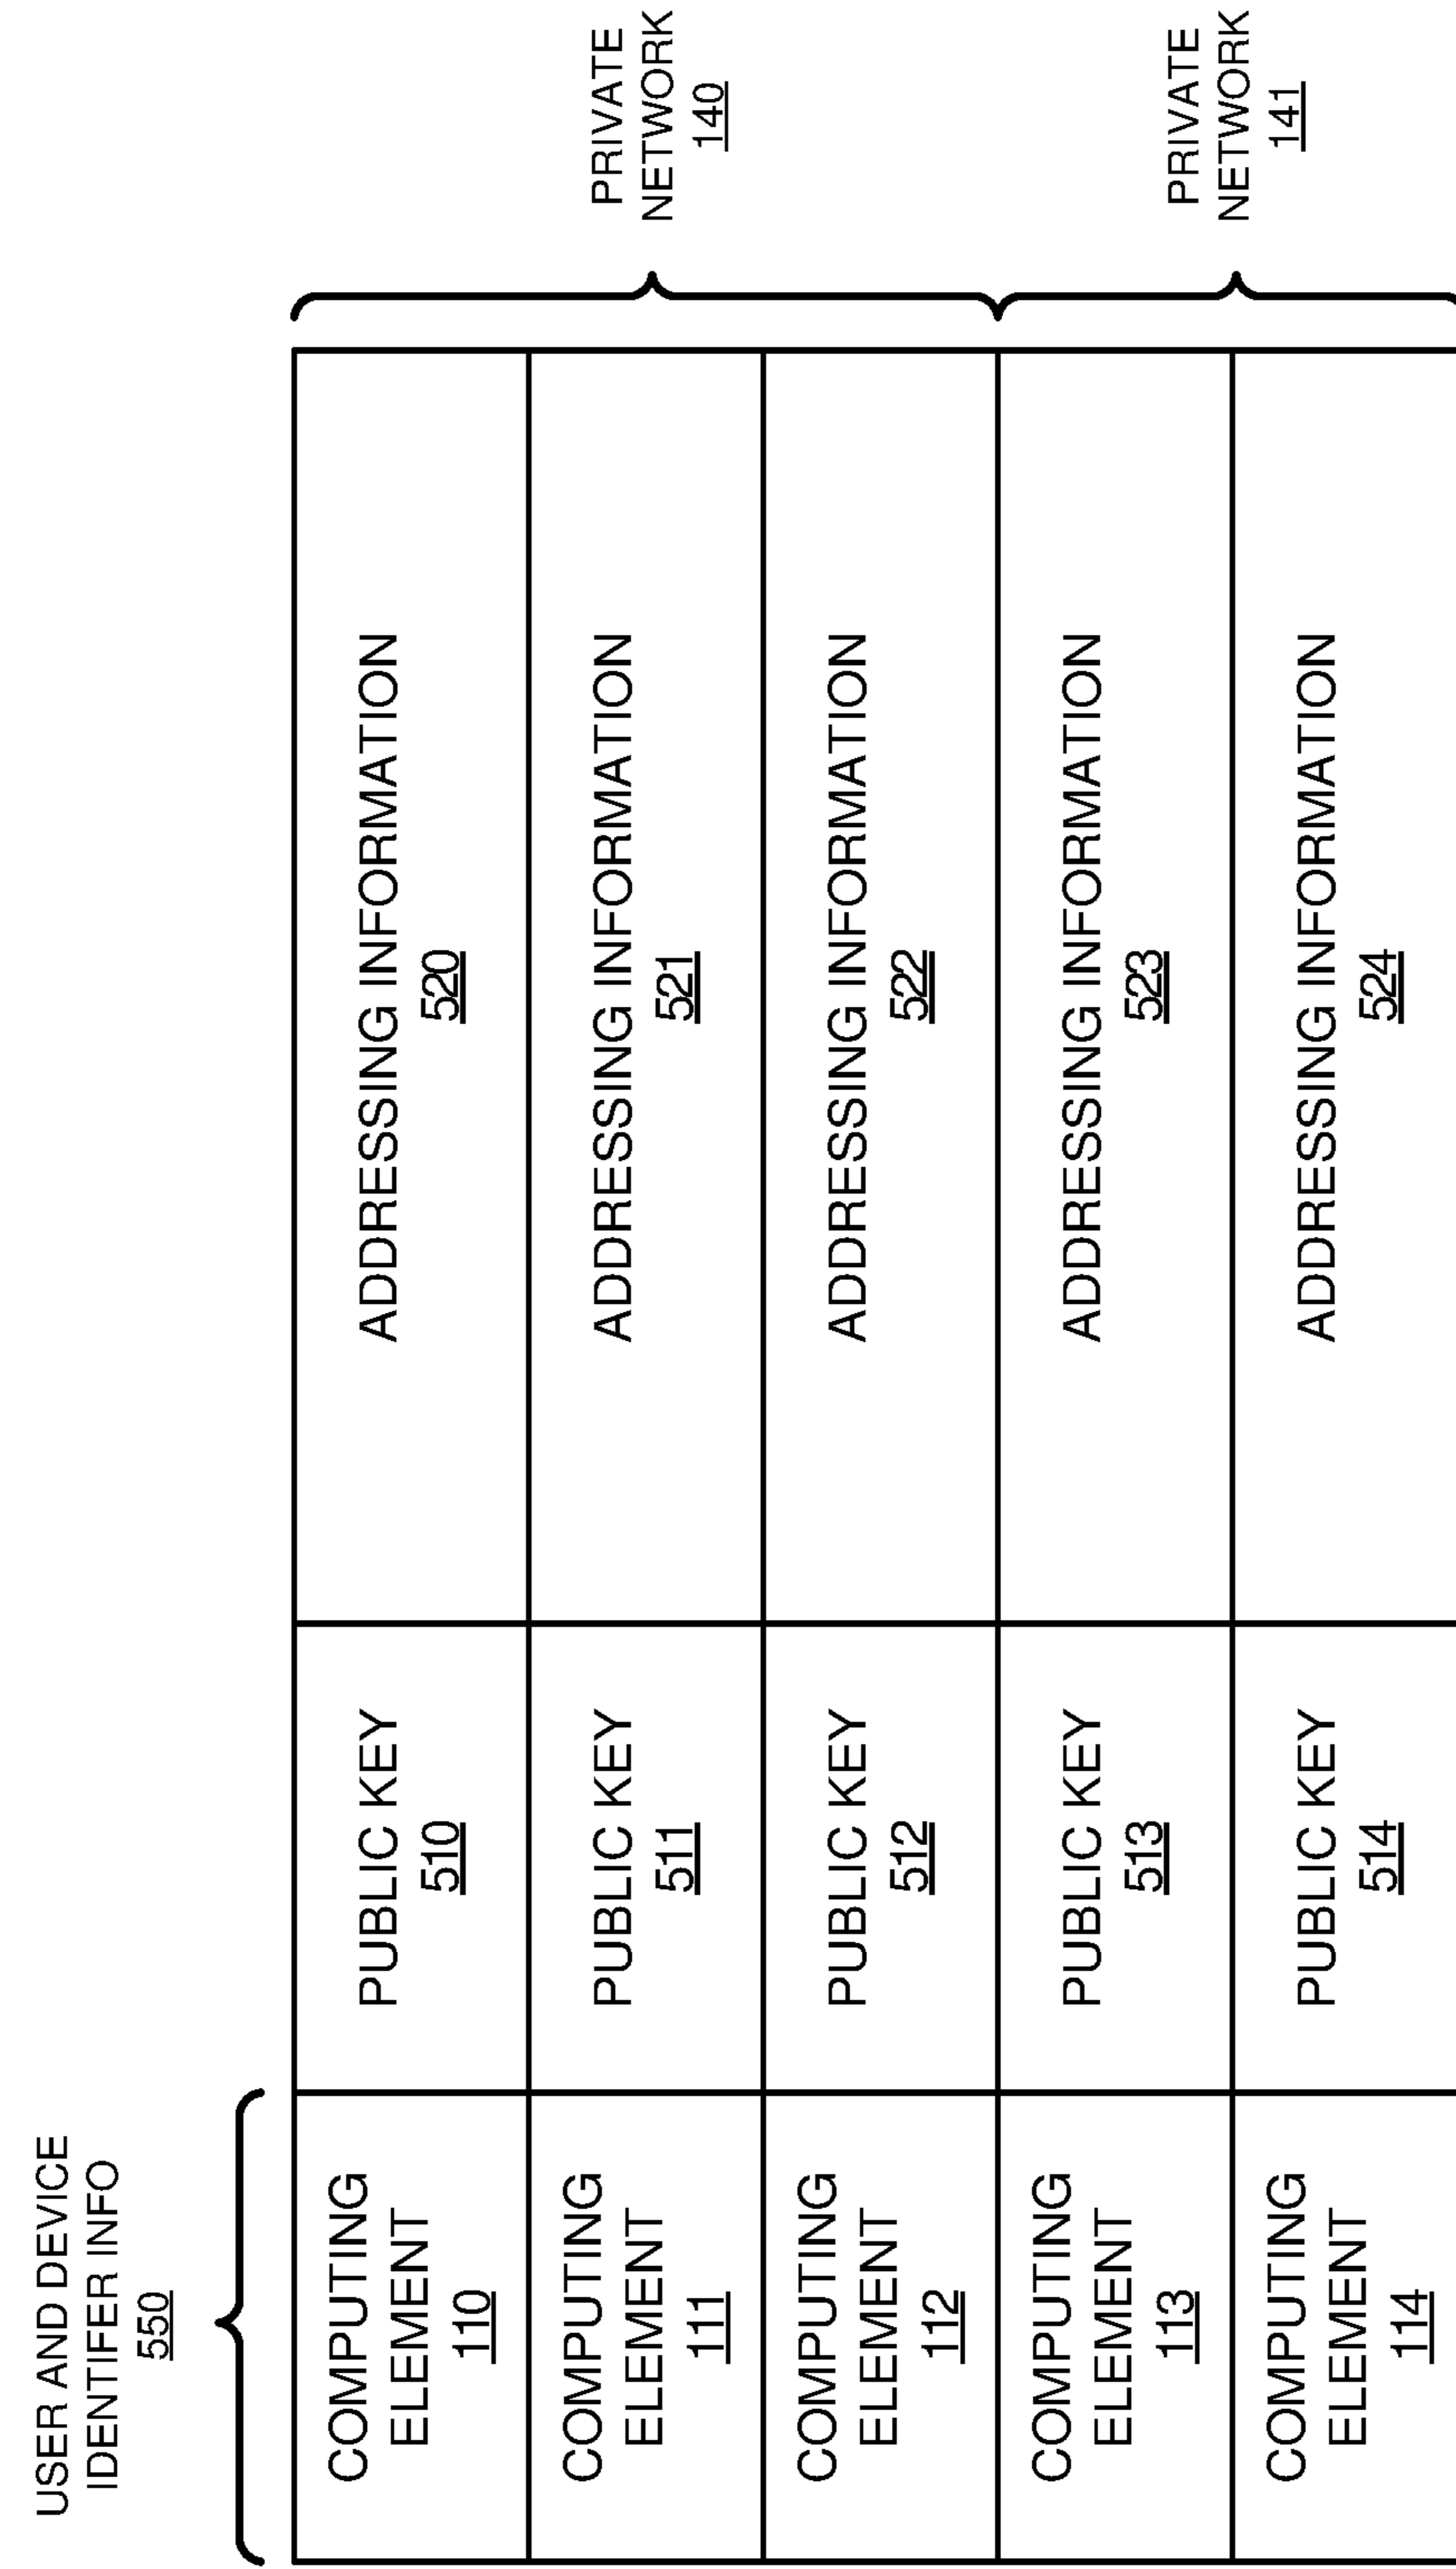 USER AND DEVICE
IDENTIFER INFO
550
COMPUTING
ELEMENT
110
PUBLIC KEY
510
ADDRESSING INFORMATION
520
COMPUTING
ELEMENT
111
PUBLIC KEY
511
ADDRESSING INFORMATION
521
COMPUTING
ELEMENT
112
PUBLIC KEY
512
ADDRESSING INFORMATION
522
PRIVATE
NETWORK
140
COMPUTING
ELEMENT
113
PUBLIC KEY
513
ADDRESSING INFORMATION
523
COMPUTING
ELEMENT
114
PUBLIC KEY
514
ADDRESSING INFORMATION
524
PRIVATE
NETWORK
141